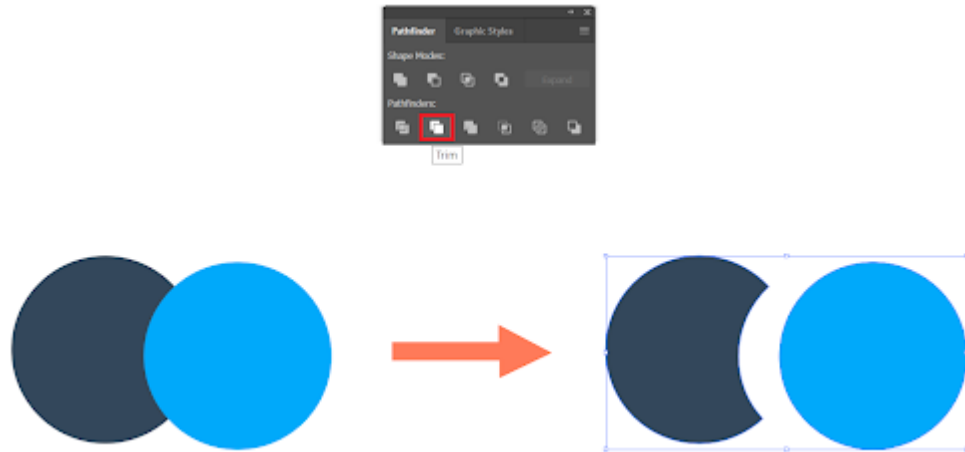 Pathfinder Graphic Styles
Shape Modes:
Expand
Pathfinders:
Trim